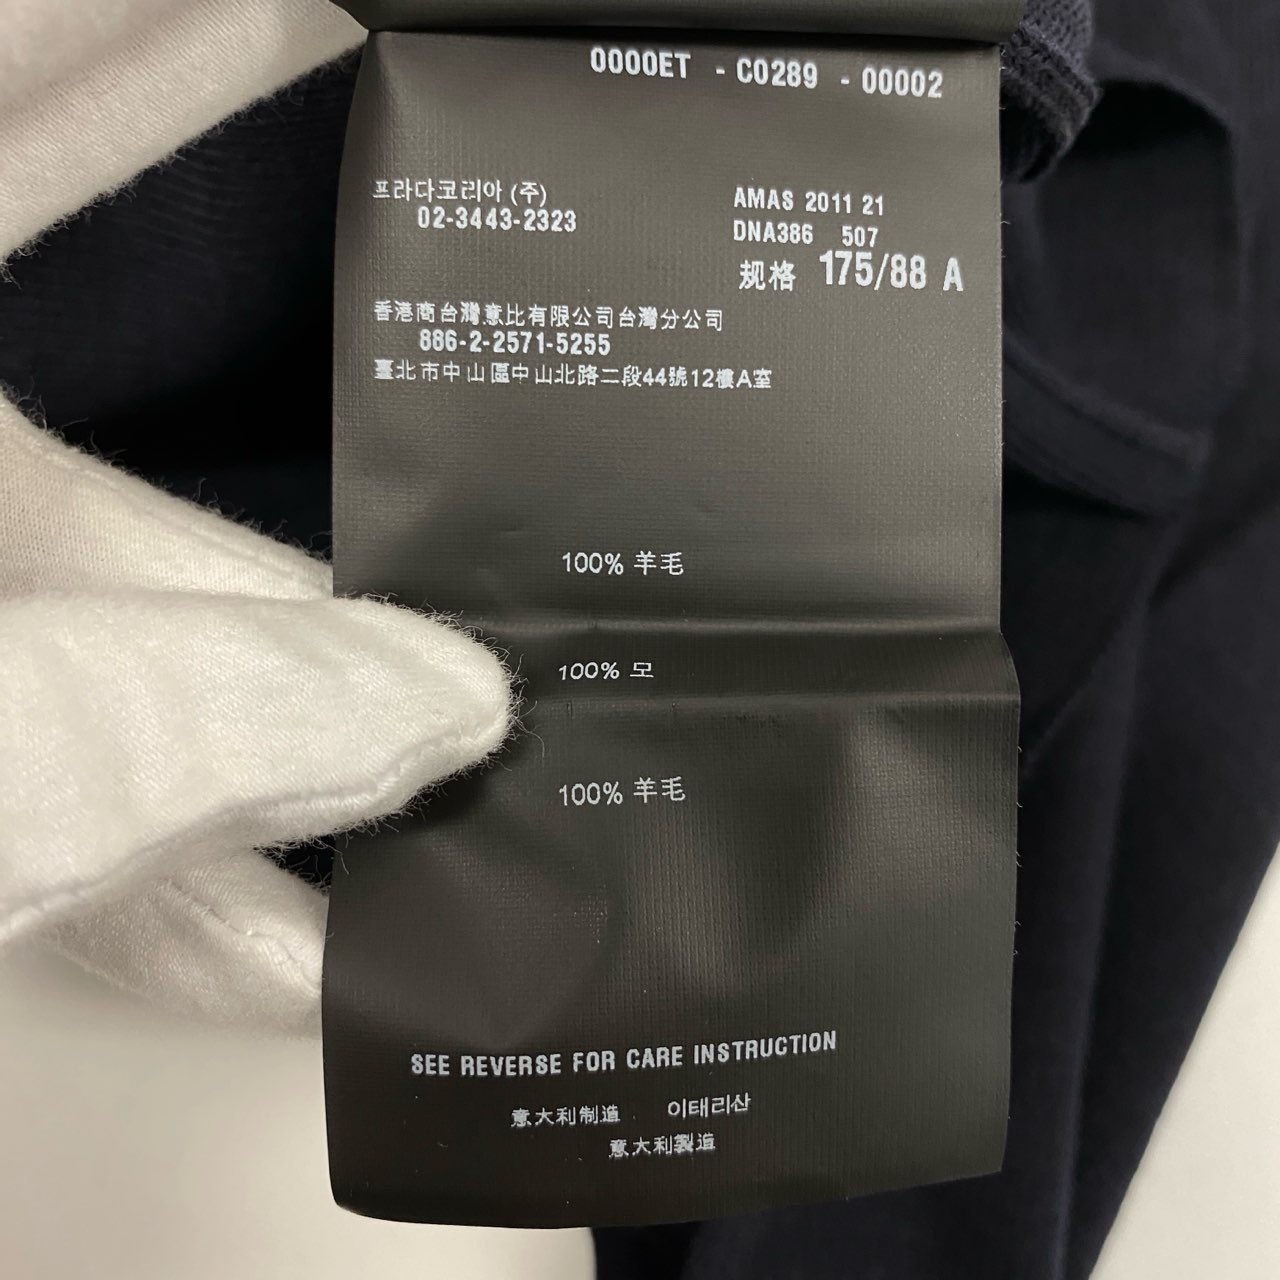 0000ET - C0289 - 00002
프라다코리아 (주)
02-3443-2323
AMAS 2011 21
DNA386 507
规格 175/88 A
香港商台灣意比有限公司台灣分公司
886-2-2571-5255
臺北市中山區中山北路二段44號12樓A室
100% 羊毛
100% 모
100% 羊毛
SEE REVERSE FOR CARE INSTRUCTION
意大利制造 이태리산
意大利製造